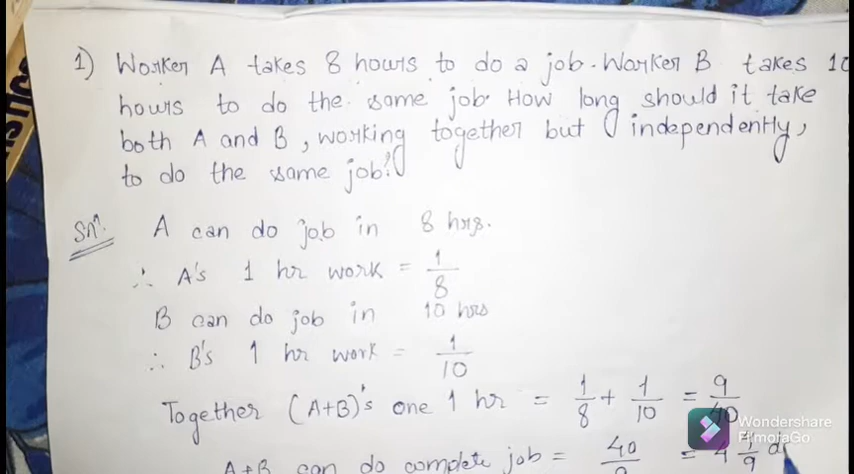 1) Worker A takes 8 hours to do a job. Worker B takes 10
hours to do the same job. How long should it take
both A and B, working together but independently,
to do the same job?
Sn. A can do job in 8 hrs.
∴ A's 1 hr work = 1/8
B can do job in 10 hrs
∴ B's 1 hr work = 1/10
Together (A+B)'s one 1 hr = 1/8 + 1/10 = 9/40
A+B can do complete job = 40/9 = 4 4/9
Wondershare
FilmoraGo